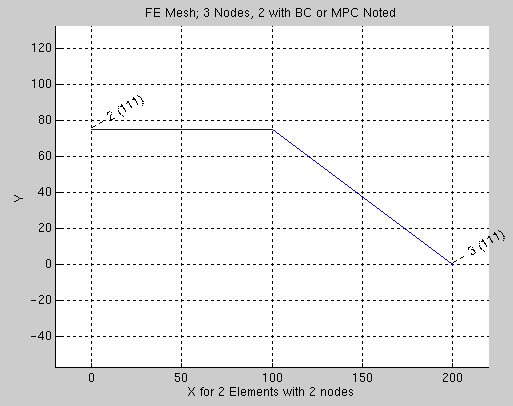 FE Mesh; 3 Nodes, 2 with BC or MPC Noted
120
100
80
60
40
20
0
-20
-40
Y
-- 2 (111)
-- 3 (111)
0 50 100 150 200
X for 2 Elements with 2 nodes